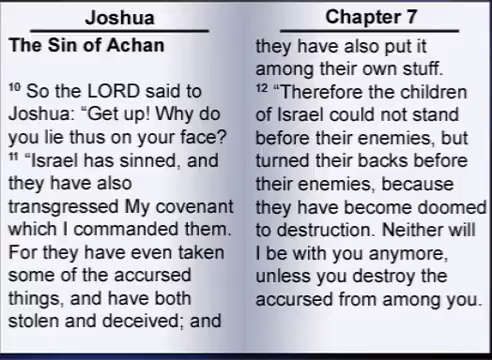 Joshua
The Sin of Achan
¹⁰ So the LORD said to
Joshua: “Get up! Why do
you lie thus on your face?
¹¹ “Israel has sinned, and
they have also
transgressed My covenant
which I commanded them.
For they have even taken
some of the accursed
things, and have both
stolen and deceived; and
Chapter 7
they have also put it
among their own stuff.
¹² “Therefore the children
of Israel could not stand
before their enemies, but
turned their backs before
their enemies, because
they have become doomed
to destruction. Neither will
I be with you anymore,
unless you destroy the
accursed from among you.